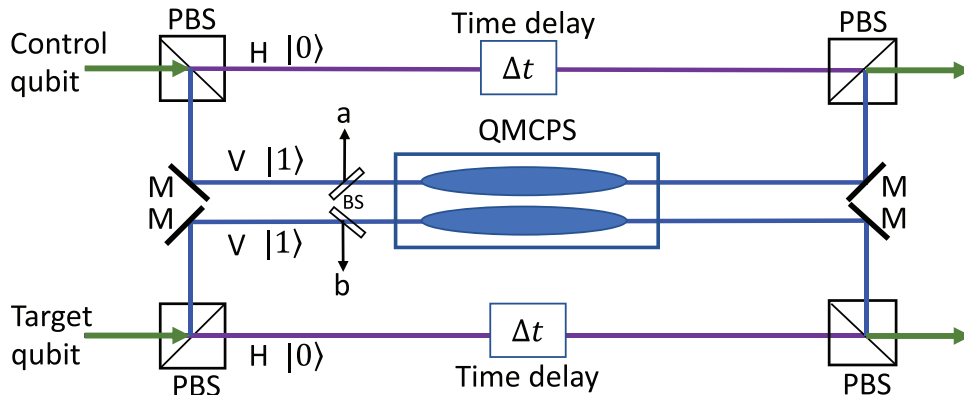 PBS
Time delay
PBS
Control
qubit
H |0⟩
Δt
a
QMCPS
V |1⟩
M
BS
M
M
M
V |1⟩
b
Target
qubit
H |0⟩
Δt
PBS
Time delay
PBS